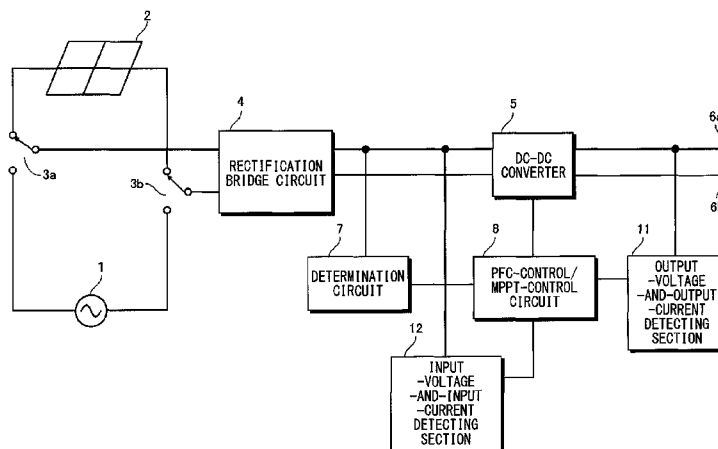 2
4
5
6a
RECTIFICATION
BRIDGE CIRCUIT
DC-DC
CONVERTER
3a
3b
6
7
8
11
DETERMINATION
CIRCUIT
PFC-CONTROL/
MPPT-CONTROL
CIRCUIT
OUTPUT
-VOLTAGE
-AND-OUTPUT
-CURRENT
DETECTING
SECTION
1
12
INPUT
-VOLTAGE
-AND-INPUT
-CURRENT
DETECTING
SECTION